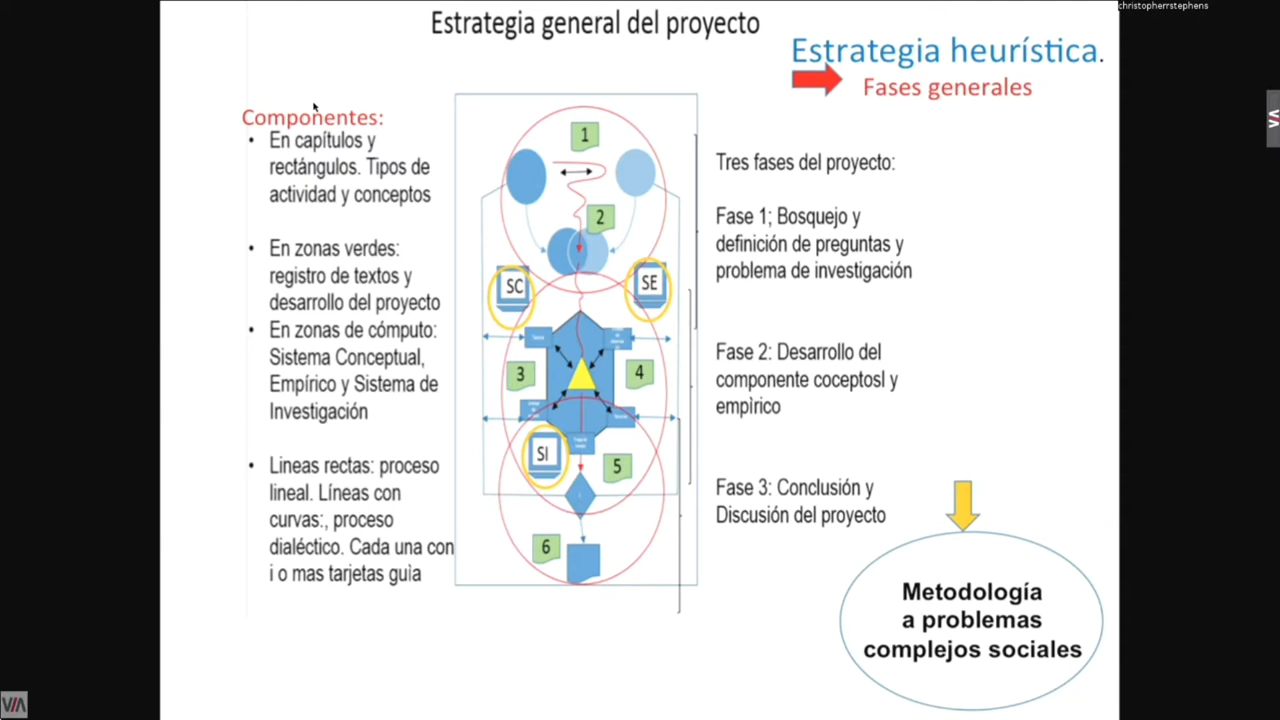 christopherrstephens
Estrategia general del proyecto
Estrategia heurística.
Fases generales
Componentes:
• En capítulos y
rectángulos. Tipos de
actividad y conceptos
• En zonas verdes:
registro de textos y
desarrollo del proyecto
• En zonas de cómputo:
Sistema Conceptual,
Empírico y Sistema de
Investigación
• Lineas rectas: proceso
lineal. Líneas con
curvas:, proceso
dialéctico. Cada una con
i o mas tarjetas guìa
1
2
SC
SE
3
4
SI
5
6
Tres fases del proyecto:
Fase 1; Bosquejo y
definición de preguntas y
problema de investigación
Fase 2: Desarrollo del
componente coceptosl y
empìrico
Fase 3: Conclusión y
Discusión del proyecto
Metodología
a problemas
complejos sociales
VIA